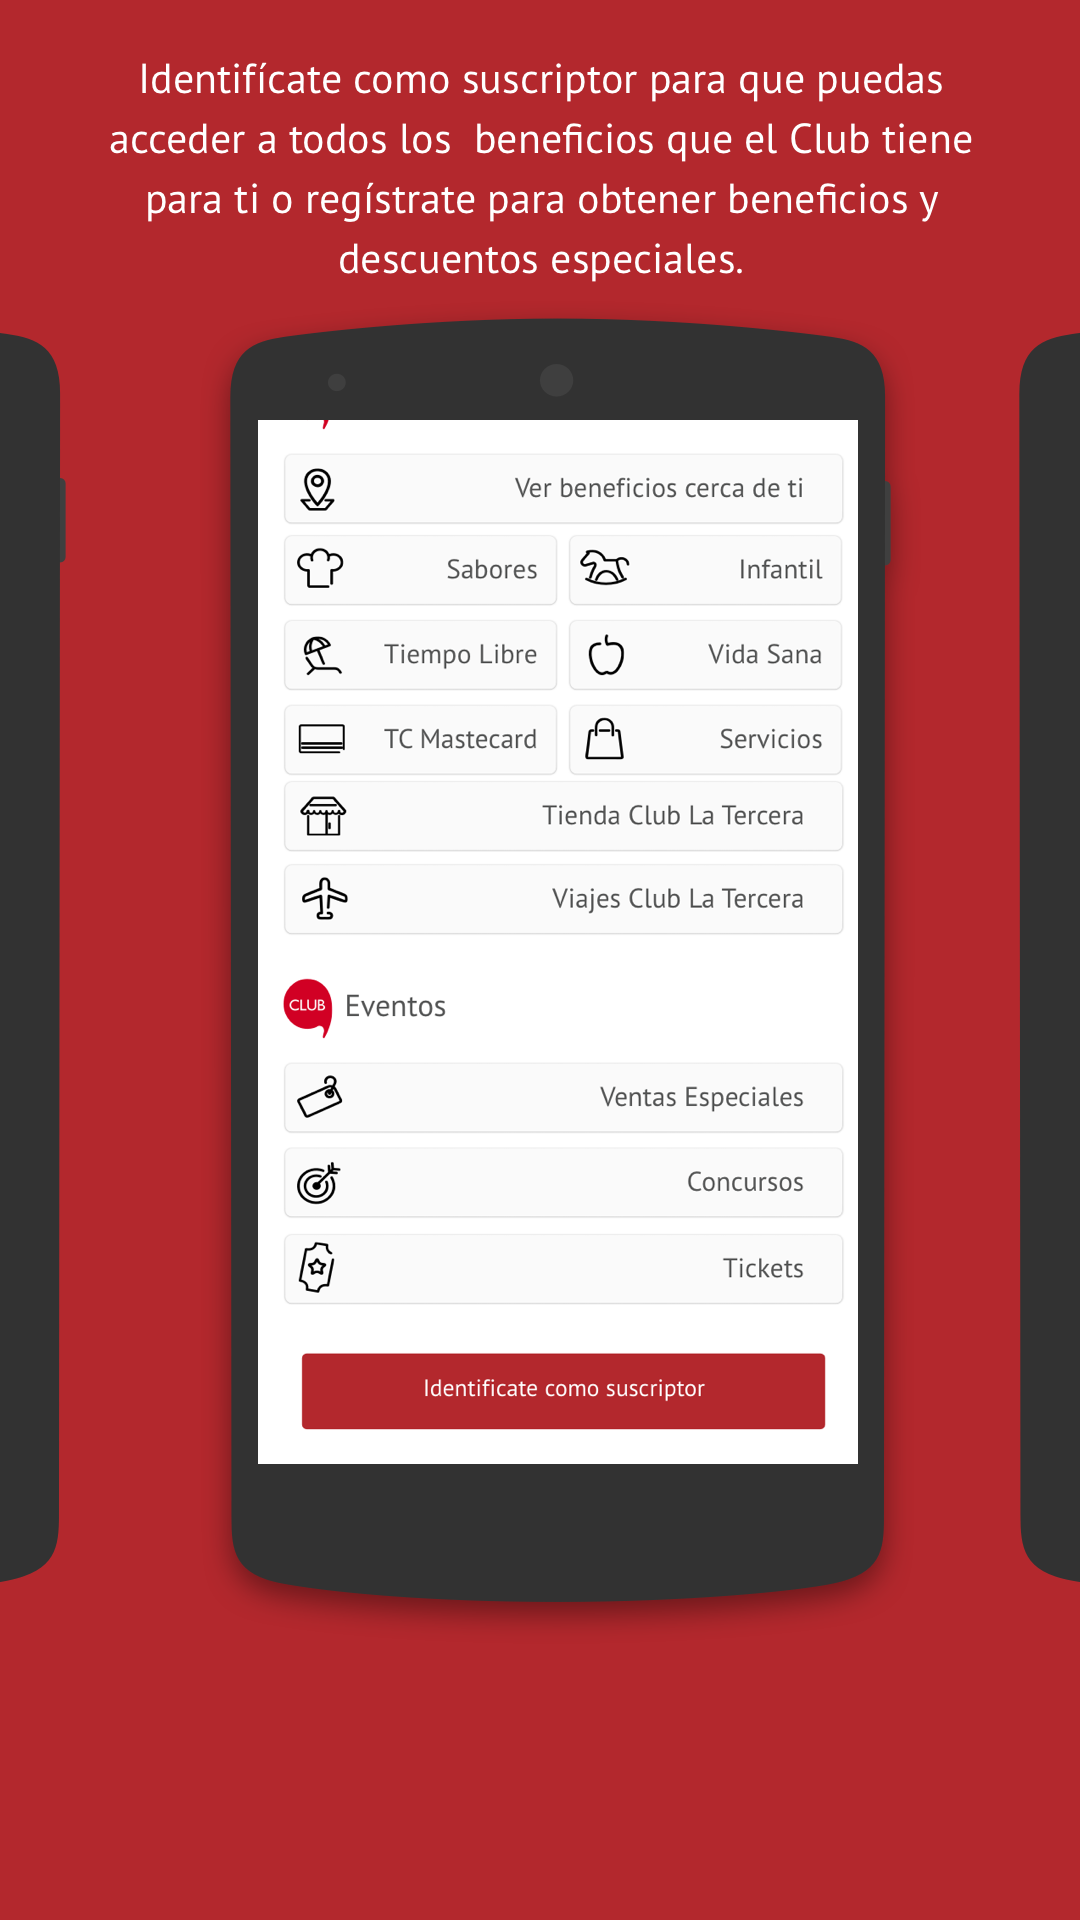 Identifícate como suscriptor para que puedas
acceder a todos los beneficios que el Club tiene
para ti o regístrate para obtener beneficios y
descuentos especiales.
Ver beneficios cerca de ti
Sabores
Infantil
Tiempo Libre
Vida Sana
TC Mastecard
Servicios
Tienda Club La Tercera
Viajes Club La Tercera
CLUB Eventos
Ventas Especiales
Concursos
Tickets
Identificate como suscriptor